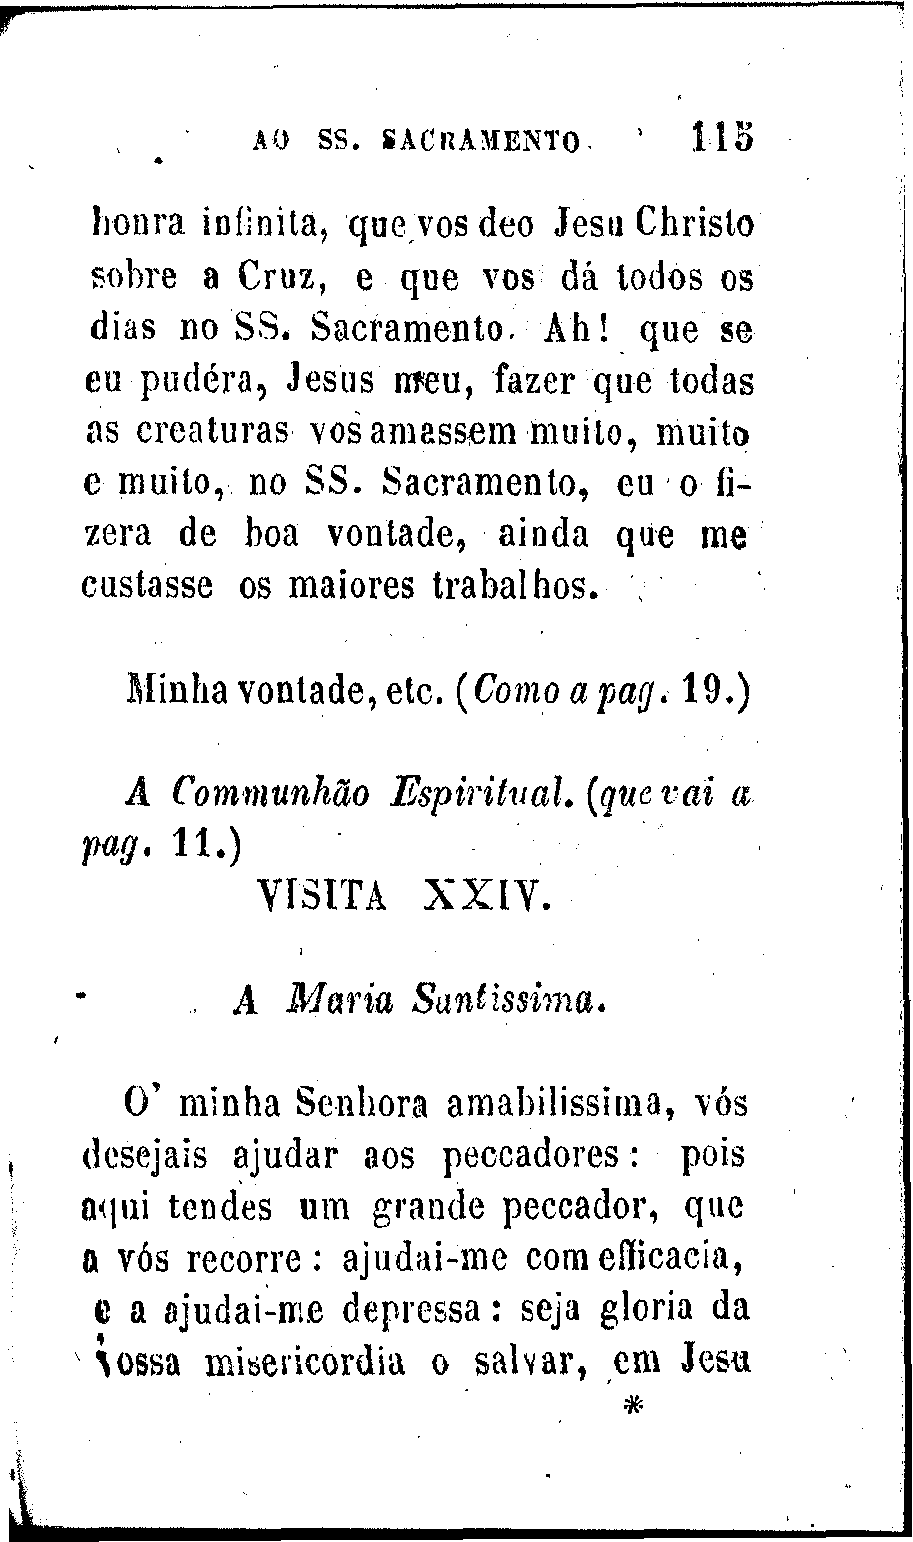 AO SS. SACRAMENTO. 115
honra infinita, que vos deo Jesu Christo
sobre a Cruz, e que vos dá todos os
dias no SS. Sacramento. Ah! que se
eu pudéra, Jesus meu, fazer que todas
as creaturas vos amassem muito, muito
e muito, no SS. Sacramento, eu o fi-
zera de boa vontade, ainda que me
custasse os maiores trabalhos.
Minha vontade, etc. (Como a pag. 19.)
A Communhão Espiritual. (que vai a
pag. 11.)
VISITA XXIV.
A Maria Santissima.
O' minha Senhora amabilissima, vós
desejais ajudar aos peccadores: pois
aqui tendes um grande peccador, que
a vós recorre: ajudai-me com efficacia,
e a ajudai-me depressa: seja gloria da
vossa misericordia o salvar, em Jesu
*